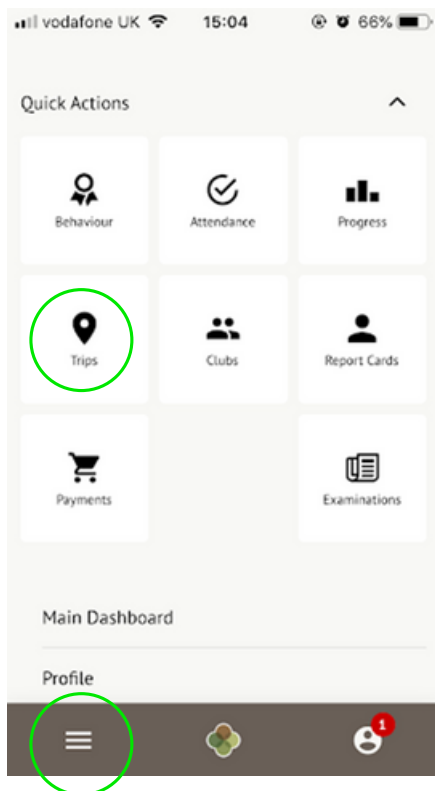 vodafone UK 15:04 66%
Quick Actions
Behaviour Attendance Progress
Trips Clubs Report Cards
Payments Examinations
Main Dashboard
Profile
1